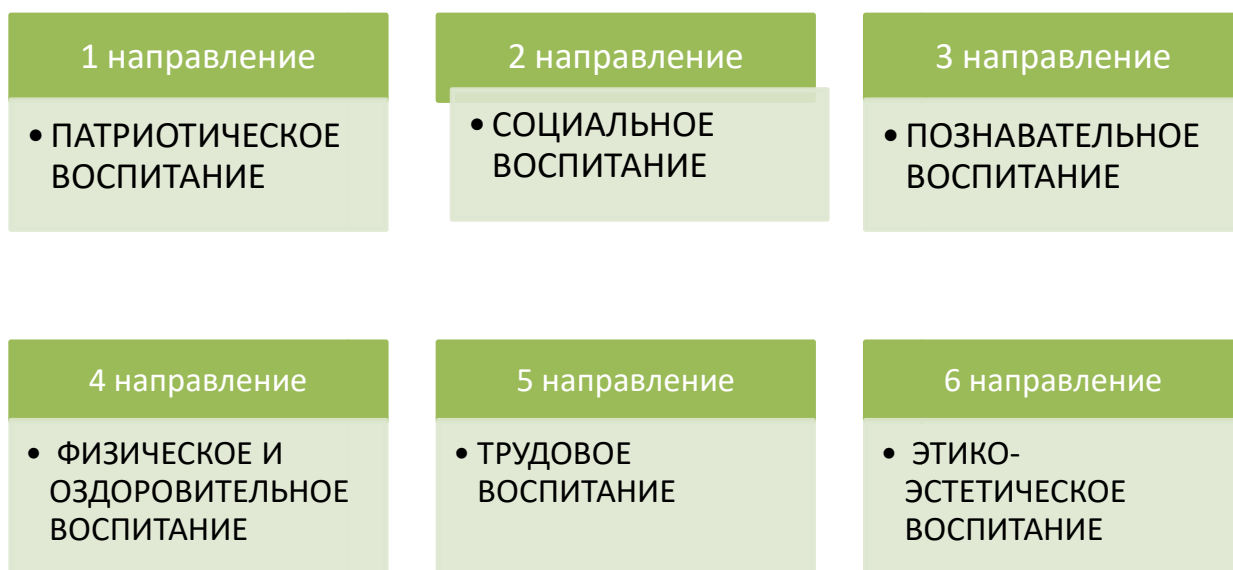 1 направление
• ПАТРИОТИЧЕСКОЕ
ВОСПИТАНИЕ
2 направление
• СОЦИАЛЬНОЕ
ВОСПИТАНИЕ
3 направление
• ПОЗНАВАТЕЛЬНОЕ
ВОСПИТАНИЕ
4 направление
• ФИЗИЧЕСКОЕ И
ОЗДОРОВИТЕЛЬНОЕ
ВОСПИТАНИЕ
5 направление
• ТРУДОВОЕ
ВОСПИТАНИЕ
6 направление
• ЭТИКО-
ЭСТЕТИЧЕСКОЕ
ВОСПИТАНИЕ